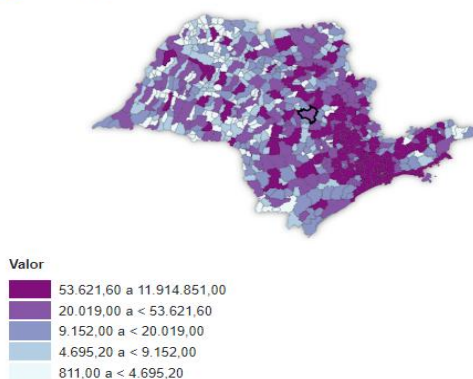 Valor
53.621,60 a 11.914.851,00
20.019,00 a < 53.621,60
9.152,00 a < 20.019,00
4.695,20 a < 9.152,00
811,00 a < 4.695,20